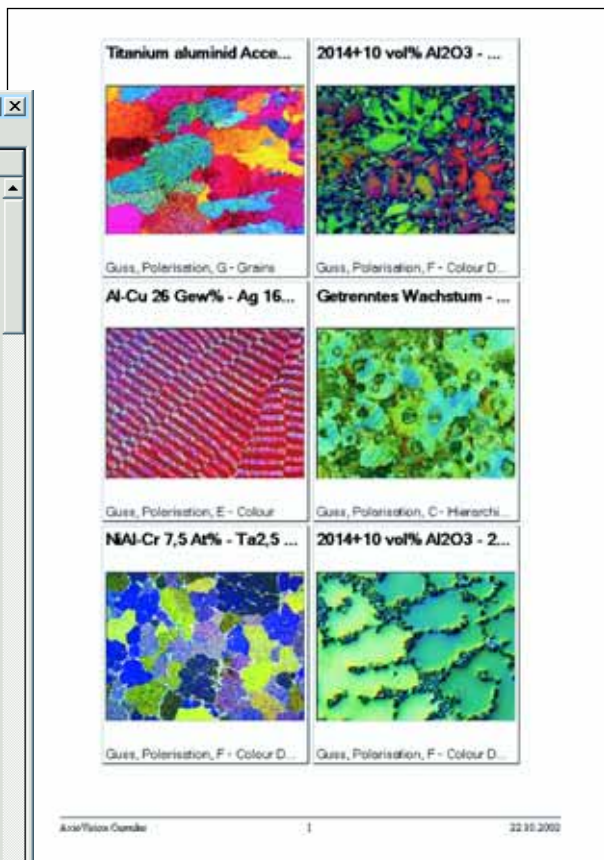 Titanium aluminid Acce...
2014+10 vol% Al2O3 - ...
Guss, Polarisation, G - Grains
Guss, Polarisation, F - Colour D...
Al-Cu 26 Gew% - Ag 16...
Getrenntes Wachstum - ...
Guss, Polarisation, E - Colour
Guss, Polarisation, C - Hierarchi...
NiAl-Cr 7,5 At% - Ta2,5 ...
2014+10 vol% Al2O3 - 2...
Guss, Polarisation, F - Colour D...
Guss, Polarisation, F - Colour D...
1
22.10.2002